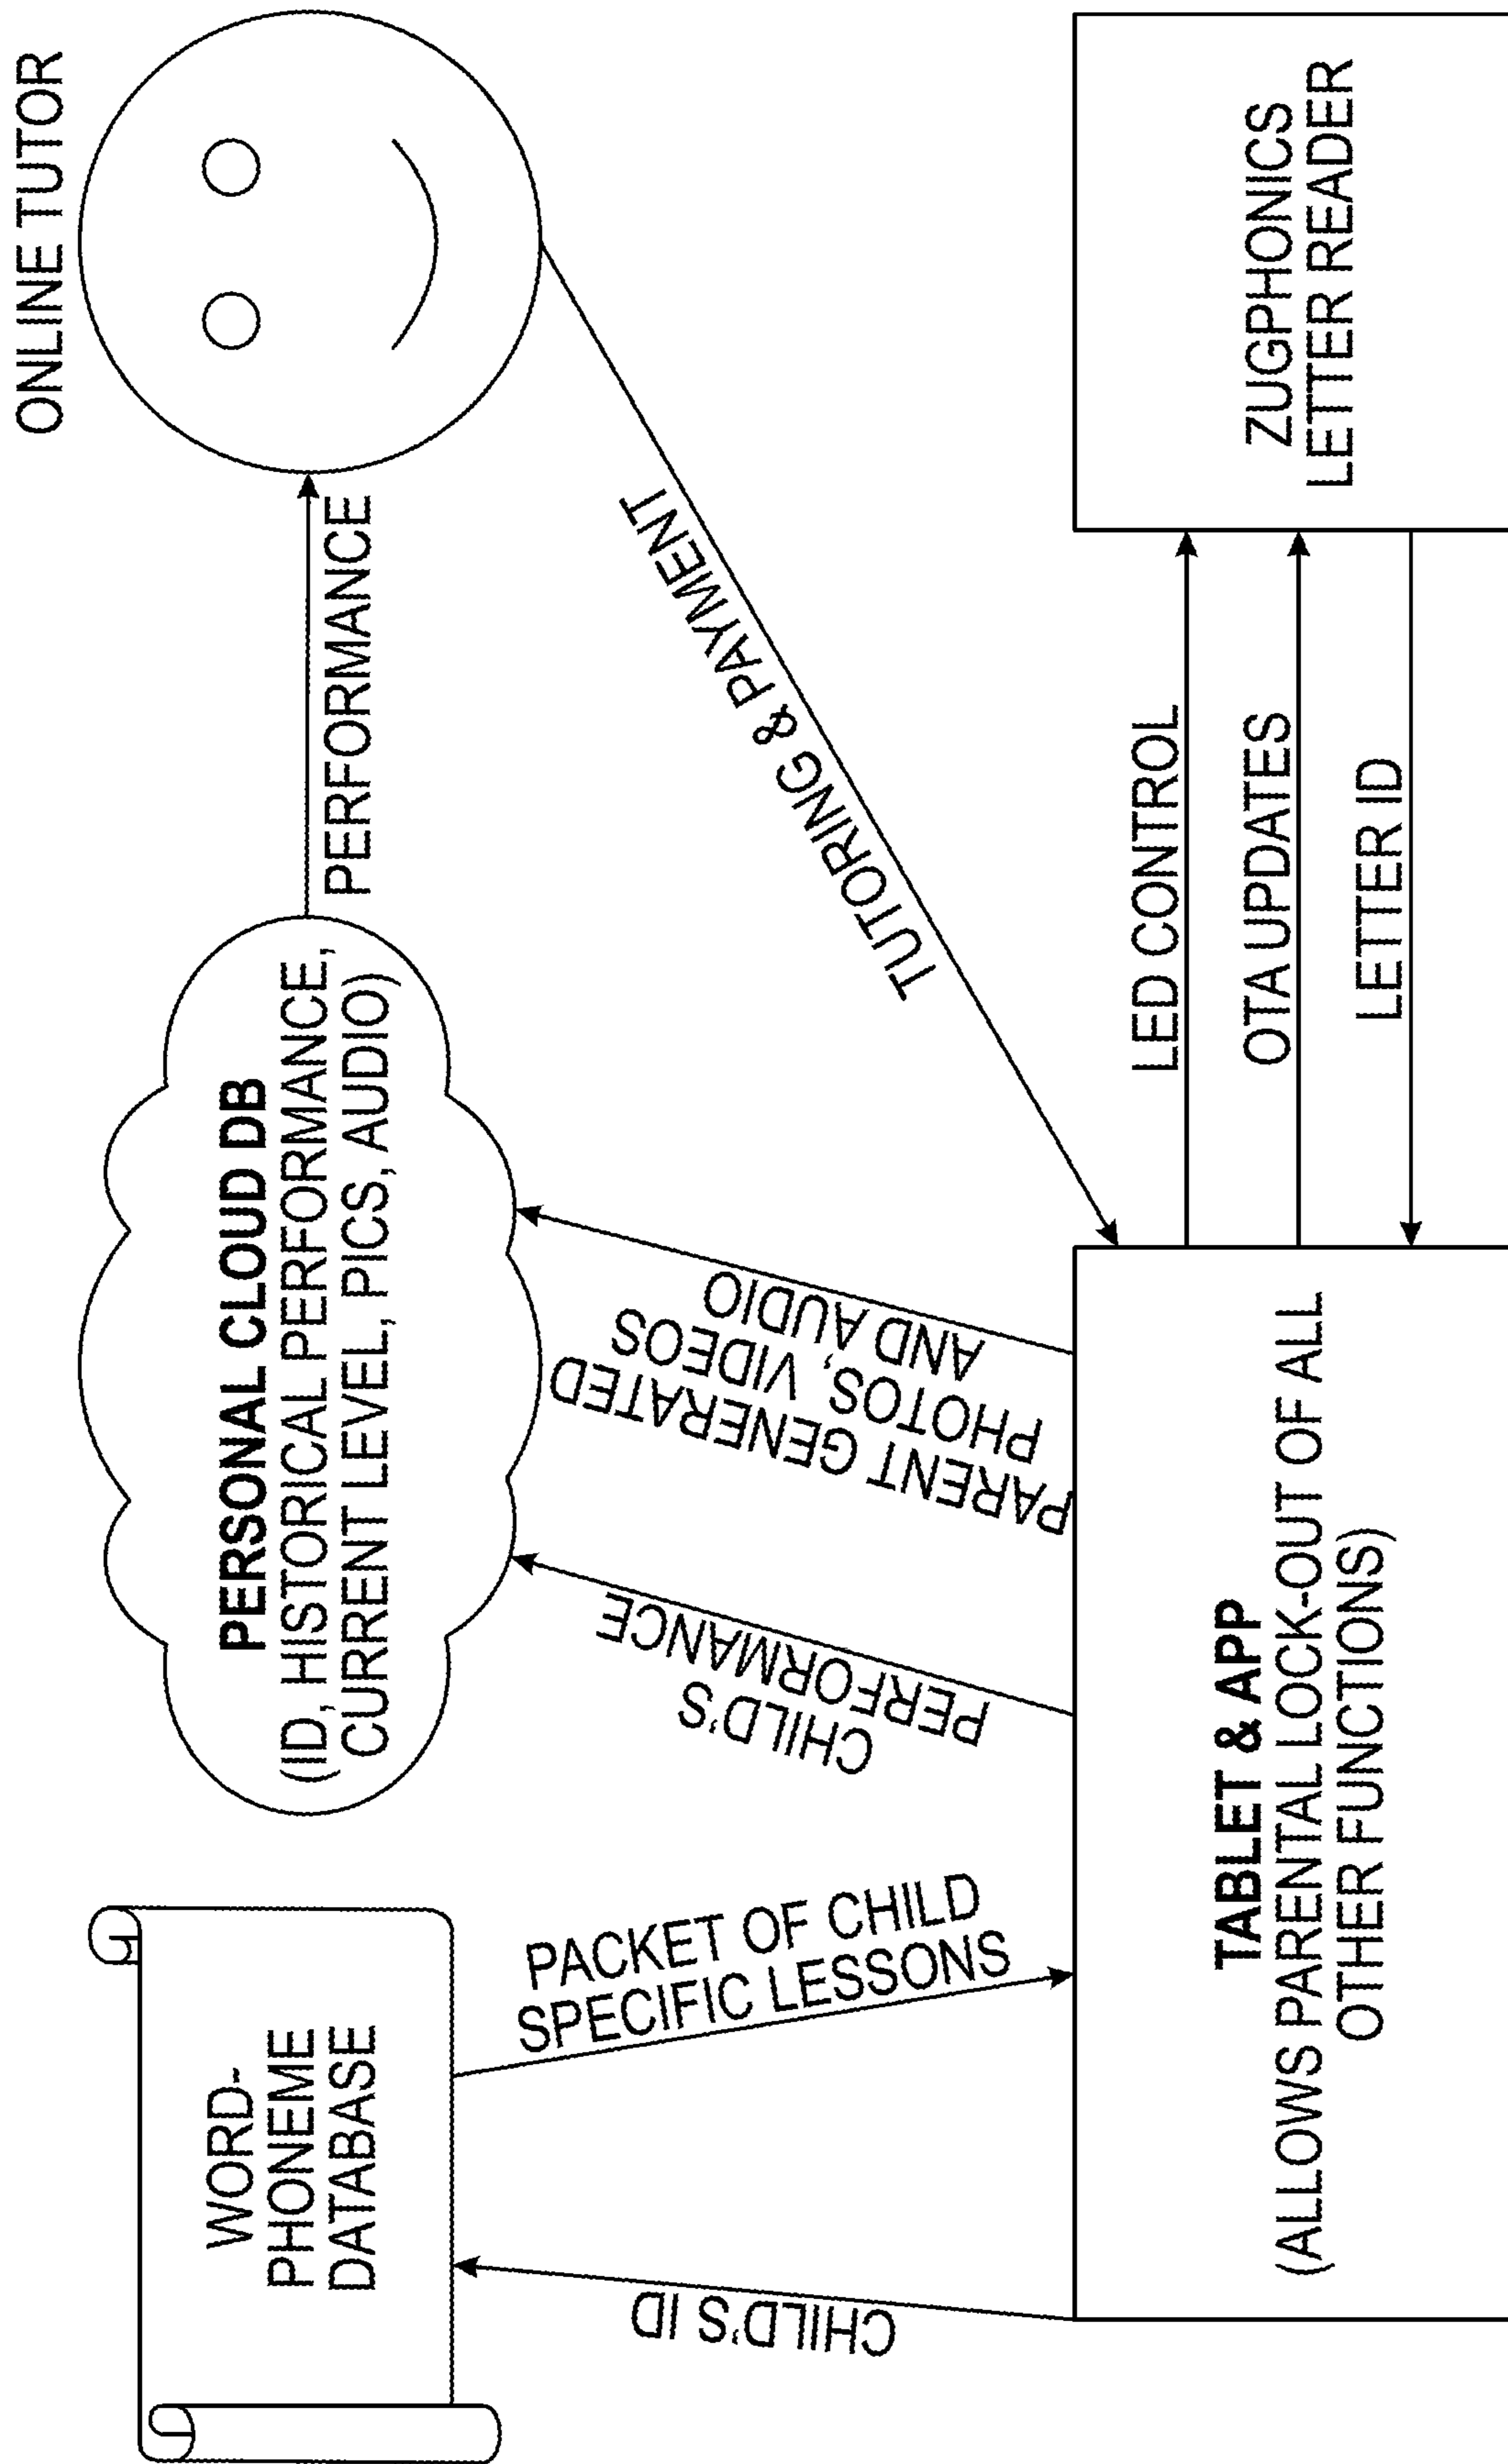 WORD-
PHONEME
DATABASE
PERSONAL CLOUD DB
(ID, HISTORICAL PERFORMANCE,
CURRENT LEVEL, PICS, AUDIO)
PERFORMANCE
ONLINE TUTOR
CHILD'S ID
PACKET OF CHILD
SPECIFIC LESSONS
CHILD'S
PERFORMANCE
PARENT GENERATED
PHOTOS, VIDEOS
AND AUDIO
TUTORING & PAYMENT
TABLET & APP
(ALLOWS PARENTAL LOCK-OUT OF ALL
OTHER FUNCTIONS)
LED CONTROL
OTA UPDATES
LETTER ID
ZUGPHONICS
LETTER READER